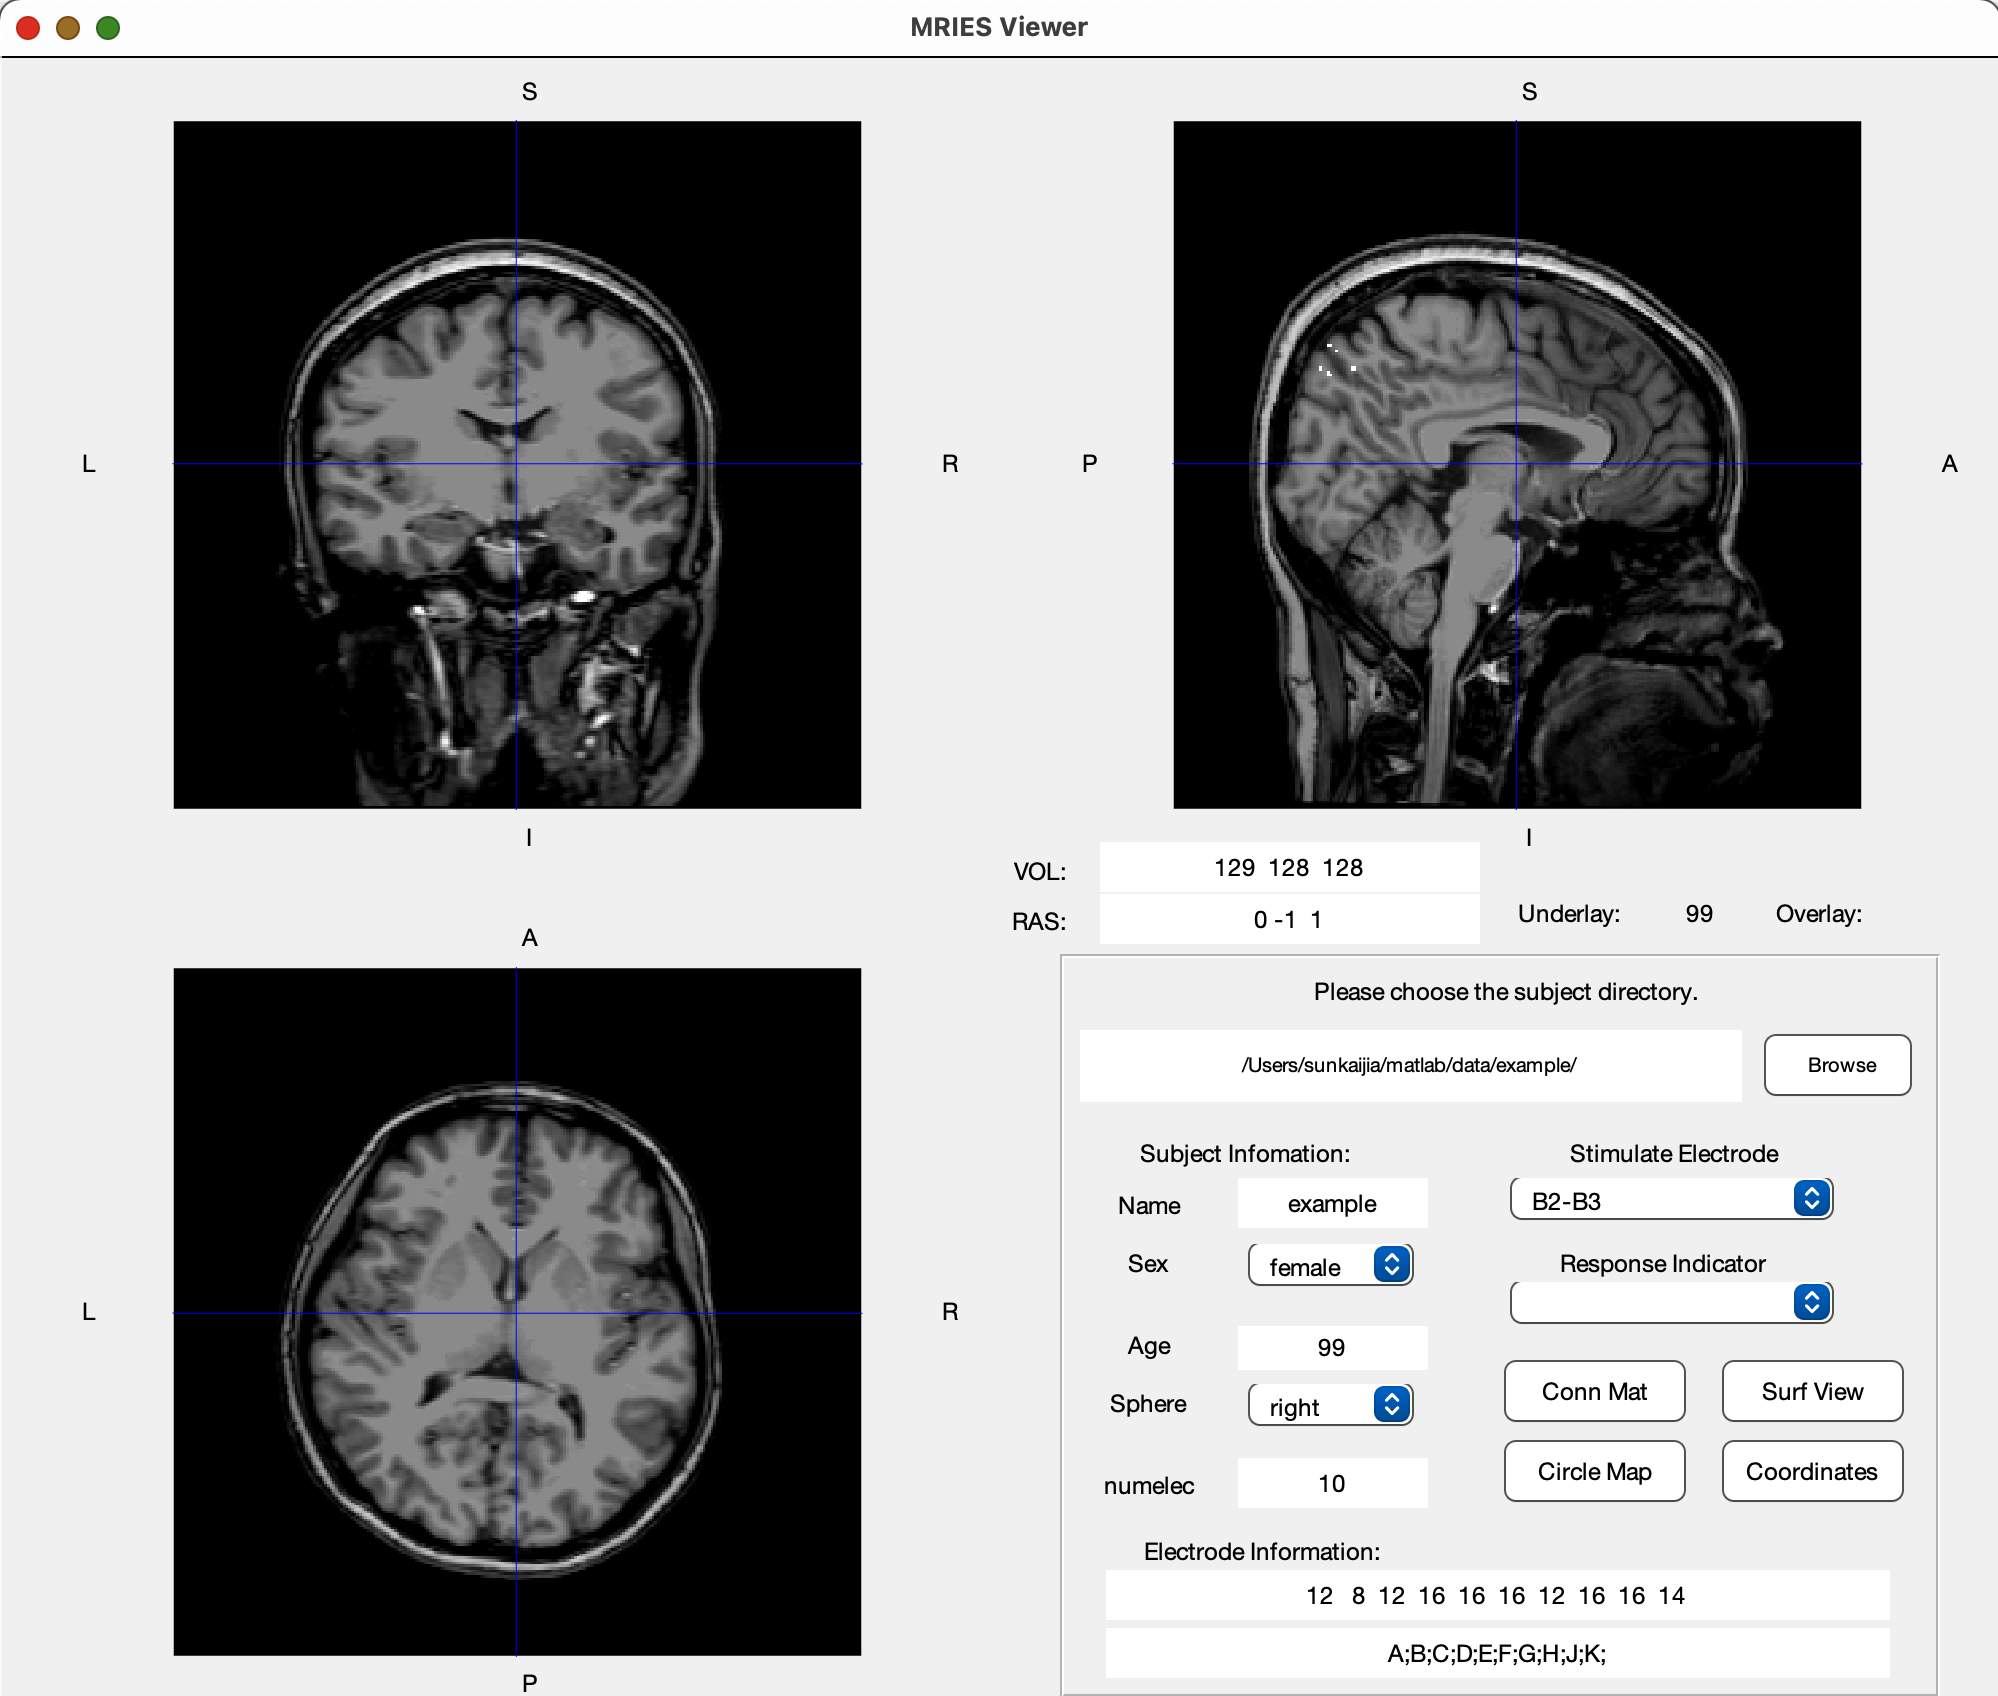 MRIES Viewer
S
S
L
R
P
A
I
I
VOL:
129 128 128
RAS:
0 -1 1
Underlay:
99
Overlay:
A
L
R
P
Please choose the subject directory.
/Users/sunkaijia/matlab/data/example/
Browse
Subject Infomation:
Stimulate Electrode
Name
example
B2-B3
Sex
female
Response Indicator
Age
99
Conn Mat
Surf View
Sphere
right
Circle Map
Coordinates
numelec
10
Electrode Information:
12 8 12 16 16 16 12 16 16 14
A;B;C;D;E;F;G;H;J;K;